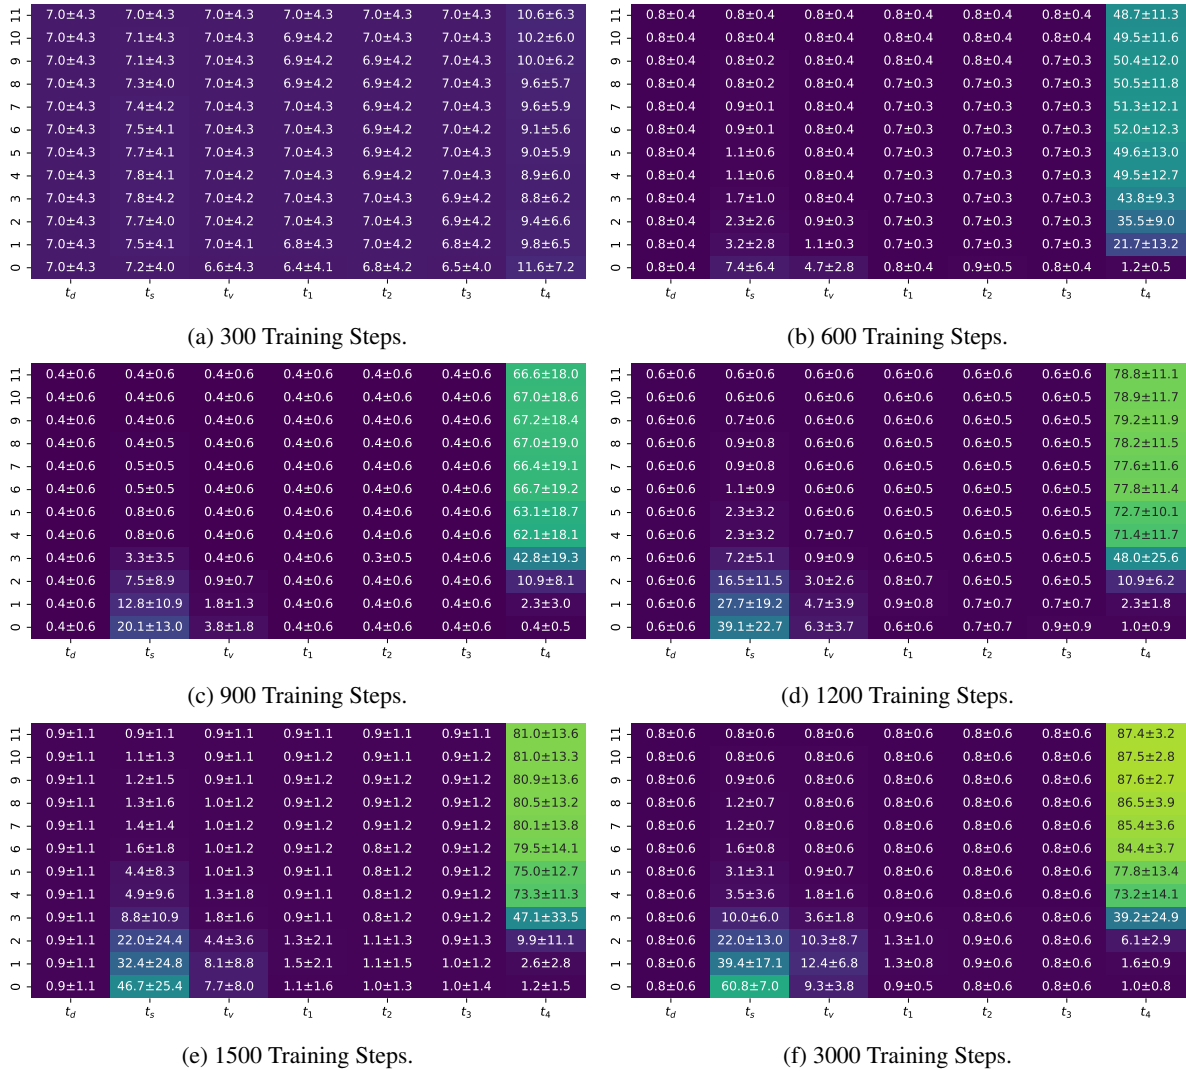 11 7.0±4.3 7.0±4.3 7.0±4.3 7.0±4.3 7.0±4.3 7.0±4.3 10.6±6.3
10 7.0±4.3 7.1±4.3 7.0±4.3 6.9±4.2 7.0±4.3 7.0±4.3 10.2±6.0
9 7.0±4.3 7.1±4.3 7.0±4.3 6.9±4.2 6.9±4.2 7.0±4.3 10.0±6.2
8 7.0±4.3 7.3±4.0 7.0±4.3 7.0±4.3 6.9±4.2 7.0±4.3 9.6±5.7
7 7.0±4.3 7.4±4.2 7.0±4.3 7.0±4.3 6.9±4.2 7.0±4.3 9.6±5.9
6 7.0±4.3 7.5±4.1 7.0±4.3 7.0±4.3 6.9±4.2 7.0±4.2 9.1±5.6
5 7.0±4.3 7.7±4.1 7.0±4.3 7.0±4.3 6.9±4.2 7.0±4.3 9.0±5.9
4 7.0±4.3 7.8±4.1 7.0±4.2 7.0±4.3 6.9±4.2 7.0±4.3 8.9±6.0
3 7.0±4.3 7.8±4.2 7.0±4.2 7.0±4.3 7.0±4.3 6.9±4.2 8.8±6.2
2 7.0±4.3 7.7±4.0 7.0±4.2 7.0±4.3 7.0±4.3 6.9±4.2 9.4±6.6
1 7.0±4.3 7.5±4.1 7.0±4.1 6.8±4.3 7.0±4.2 6.8±4.2 9.8±6.5
0 7.0±4.3 7.2±4.0 6.6±4.3 6.4±4.1 6.8±4.2 6.5±4.0 11.6±7.2
t_d t_s t_v t_1 t_2 t_3 t_4
(a) 300 Training Steps.
11 0.8±0.4 0.8±0.4 0.8±0.4 0.8±0.4 0.8±0.4 0.8±0.4 48.7±11.3
10 0.8±0.4 0.8±0.2 0.8±0.4 0.8±0.4 0.8±0.4 0.8±0.4 49.5±11.6
9 0.8±0.4 0.8±0.2 0.8±0.4 0.8±0.4 0.8±0.4 0.7±0.3 50.4±12.0
8 0.8±0.4 0.8±0.2 0.8±0.4 0.7±0.3 0.7±0.3 0.7±0.3 50.5±11.8
7 0.8±0.4 0.9±0.1 0.8±0.4 0.7±0.3 0.7±0.3 0.7±0.3 51.3±12.1
6 0.8±0.4 0.9±0.1 0.8±0.4 0.7±0.3 0.7±0.3 0.7±0.3 52.0±12.3
5 0.8±0.4 1.1±0.6 0.8±0.4 0.7±0.3 0.7±0.3 0.7±0.3 49.6±13.0
4 0.8±0.4 1.1±0.6 0.8±0.4 0.7±0.3 0.7±0.3 0.7±0.3 49.5±12.7
3 0.8±0.4 1.7±1.0 0.8±0.4 0.7±0.3 0.7±0.3 0.7±0.3 43.8±9.3
2 0.8±0.4 2.3±2.6 0.9±0.3 0.7±0.3 0.7±0.3 0.7±0.3 35.5±9.0
1 0.8±0.4 3.2±2.8 1.1±0.3 0.7±0.3 0.7±0.3 0.7±0.3 21.7±13.2
0 0.8±0.4 7.4±6.4 4.7±2.8 0.8±0.4 0.9±0.5 0.8±0.4 1.2±0.5
t_d t_s t_v t_1 t_2 t_3 t_4
(b) 600 Training Steps.
11 0.4±0.6 0.4±0.6 0.4±0.6 0.4±0.6 0.4±0.6 0.4±0.6 66.6±18.0
10 0.4±0.6 0.4±0.6 0.4±0.6 0.4±0.6 0.4±0.6 0.4±0.6 67.0±18.6
9 0.4±0.6 0.4±0.6 0.4±0.6 0.4±0.6 0.4±0.6 0.4±0.6 67.2±18.4
8 0.4±0.6 0.4±0.5 0.4±0.6 0.4±0.6 0.4±0.6 0.4±0.6 67.0±19.0
7 0.4±0.6 0.5±0.5 0.4±0.6 0.4±0.6 0.4±0.6 0.4±0.6 66.4±19.1
6 0.4±0.6 0.5±0.5 0.4±0.6 0.4±0.6 0.4±0.6 0.4±0.6 66.7±19.2
5 0.4±0.6 0.8±0.6 0.4±0.6 0.4±0.6 0.4±0.6 0.4±0.6 63.1±18.7
4 0.4±0.6 0.8±0.6 0.4±0.6 0.4±0.6 0.4±0.6 0.4±0.6 62.1±18.1
3 0.4±0.6 3.3±3.5 0.4±0.6 0.4±0.6 0.3±0.5 0.4±0.6 42.8±19.3
2 0.4±0.6 7.5±8.9 0.9±0.7 0.4±0.6 0.4±0.6 0.4±0.6 10.9±8.1
1 0.4±0.6 12.8±10.9 1.8±1.3 0.4±0.6 0.4±0.6 0.4±0.6 2.3±3.0
0 0.4±0.6 20.1±13.0 3.8±1.8 0.4±0.6 0.4±0.6 0.4±0.6 0.4±0.5
t_d t_s t_v t_1 t_2 t_3 t_4
(c) 900 Training Steps.
11 0.6±0.6 0.6±0.6 0.6±0.6 0.6±0.6 0.6±0.6 0.6±0.6 78.8±11.1
10 0.6±0.6 0.6±0.6 0.6±0.6 0.6±0.5 0.6±0.6 0.6±0.5 78.9±11.7
9 0.6±0.6 0.7±0.6 0.6±0.6 0.6±0.5 0.6±0.5 0.6±0.5 79.2±11.9
8 0.6±0.6 0.9±0.8 0.6±0.6 0.6±0.5 0.6±0.5 0.6±0.5 78.2±11.5
7 0.6±0.6 0.9±0.8 0.6±0.6 0.6±0.5 0.6±0.5 0.6±0.5 77.6±11.6
6 0.6±0.6 1.1±0.9 0.6±0.6 0.6±0.5 0.6±0.5 0.6±0.5 77.8±11.4
5 0.6±0.6 2.3±3.2 0.6±0.6 0.6±0.5 0.6±0.5 0.6±0.5 72.7±10.1
4 0.6±0.6 2.3±3.2 0.7±0.7 0.6±0.5 0.6±0.5 0.6±0.5 71.4±11.7
3 0.6±0.6 7.2±5.1 0.9±0.9 0.6±0.5 0.6±0.5 0.6±0.5 48.0±25.6
2 0.6±0.6 16.5±11.5 3.0±2.6 0.8±0.7 0.6±0.5 0.6±0.5 10.9±6.2
1 0.6±0.6 27.7±19.2 4.7±3.9 0.9±0.8 0.7±0.7 0.7±0.7 2.3±1.8
0 0.6±0.6 39.1±22.7 6.3±3.7 0.6±0.6 0.7±0.7 0.9±0.9 1.0±0.9
t_d t_s t_v t_1 t_2 t_3 t_4
(d) 1200 Training Steps.
11 0.9±1.1 0.9±1.1 0.9±1.1 0.9±1.1 0.9±1.1 0.9±1.1 81.0±13.6
10 0.9±1.1 1.1±1.3 0.9±1.1 0.9±1.2 0.9±1.1 0.9±1.2 81.0±13.3
9 0.9±1.1 1.2±1.5 0.9±1.1 0.9±1.2 0.9±1.2 0.9±1.2 80.9±13.6
8 0.9±1.1 1.3±1.6 1.0±1.2 0.9±1.2 0.9±1.2 0.9±1.2 80.5±13.2
7 0.9±1.1 1.4±1.4 1.0±1.2 0.9±1.2 0.9±1.2 0.9±1.2 80.1±13.8
6 0.9±1.1 1.6±1.8 1.0±1.2 0.9±1.2 0.8±1.2 0.9±1.2 79.5±14.1
5 0.9±1.1 4.4±8.3 1.0±1.3 0.9±1.1 0.9±1.2 0.9±1.2 75.0±12.7
4 0.9±1.1 4.9±9.6 1.3±1.8 0.9±1.1 0.8±1.2 0.9±1.2 73.3±11.3
3 0.9±1.1 8.8±10.9 1.8±1.6 0.9±1.1 0.8±1.2 0.9±1.2 47.1±33.5
2 0.9±1.1 22.0±24.4 4.4±3.6 1.3±2.1 1.1±1.3 0.9±1.3 9.9±11.1
1 0.9±1.1 32.4±24.8 8.1±8.8 1.5±2.1 1.1±1.5 1.0±1.2 2.6±2.8
0 0.9±1.1 46.7±25.4 7.7±8.0 1.1±1.6 1.0±1.3 1.0±1.4 1.2±1.5
t_d t_s t_v t_1 t_2 t_3 t_4
(e) 1500 Training Steps.
11 0.8±0.6 0.8±0.6 0.8±0.6 0.8±0.6 0.8±0.6 0.8±0.6 87.4±3.2
10 0.8±0.6 0.8±0.6 0.8±0.6 0.8±0.6 0.8±0.6 0.8±0.6 87.5±2.8
9 0.8±0.6 0.9±0.6 0.8±0.6 0.8±0.6 0.8±0.6 0.8±0.6 87.6±2.7
8 0.8±0.6 1.2±0.7 0.8±0.6 0.8±0.6 0.8±0.6 0.8±0.6 86.5±3.9
7 0.8±0.6 1.2±0.7 0.8±0.6 0.8±0.6 0.8±0.6 0.8±0.6 85.4±3.6
6 0.8±0.6 1.6±0.8 0.8±0.6 0.8±0.6 0.8±0.6 0.8±0.6 84.4±3.7
5 0.8±0.6 3.1±3.1 0.9±0.7 0.8±0.6 0.8±0.6 0.8±0.6 77.8±13.4
4 0.8±0.6 3.5±3.6 1.8±1.6 0.8±0.6 0.8±0.6 0.8±0.6 73.2±14.1
3 0.8±0.6 10.0±6.0 3.6±1.8 0.9±0.6 0.8±0.6 0.8±0.6 39.2±24.9
2 0.8±0.6 22.0±13.0 10.3±8.7 1.3±1.0 0.9±0.6 0.8±0.6 6.1±2.9
1 0.8±0.6 39.4±17.1 12.4±6.8 1.3±0.8 0.9±0.6 0.8±0.6 1.6±0.9
0 0.8±0.6 60.8±7.0 9.3±3.8 0.9±0.5 0.8±0.6 0.8±0.6 1.0±0.8
t_d t_s t_v t_1 t_2 t_3 t_4
(f) 3000 Training Steps.